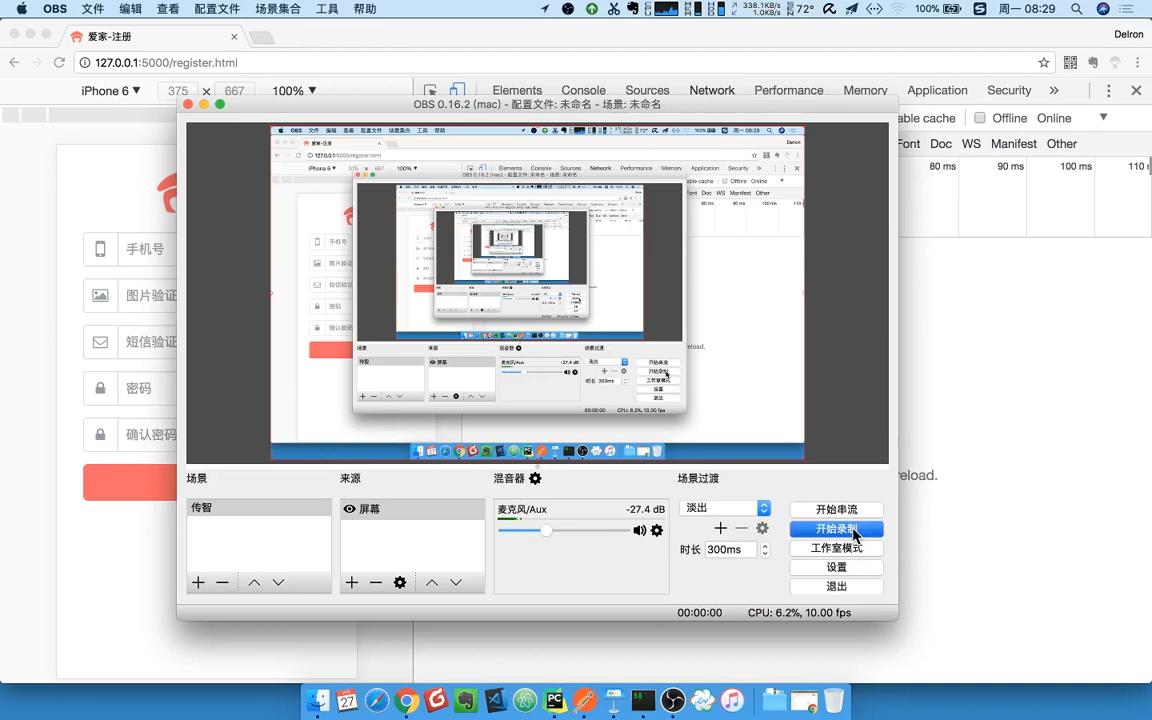 OBS 文件 编辑 查看 配置文件 场景集合 工具 帮助 338.1KB/s 1.0KB/s 72° 100% 周一 08:29
爱家-注册 Delron
127.0.0.1:5000/register.html
iPhone 6 ▼ 375 × 667 100% ▼ Elements Console Sources Network Performance Memory Application Security »
OBS 0.16.2 (mac) - 配置文件: 未命名 - 场景: 未命名
able cache Offline Online ▼
Font Doc WS Manifest Other
80 ms 90 ms 100 ms 110
手机号
图片验证
短信验证
密码
确认密码
eload.
场景 来源 混音器 场景过渡
传智 屏幕 麦克风/Aux -27.4 dB 淡出 开始串流
开始录制
时长 300ms 工作室模式
设置
退出
00:00:00 CPU: 6.2%, 10.00 fps
27